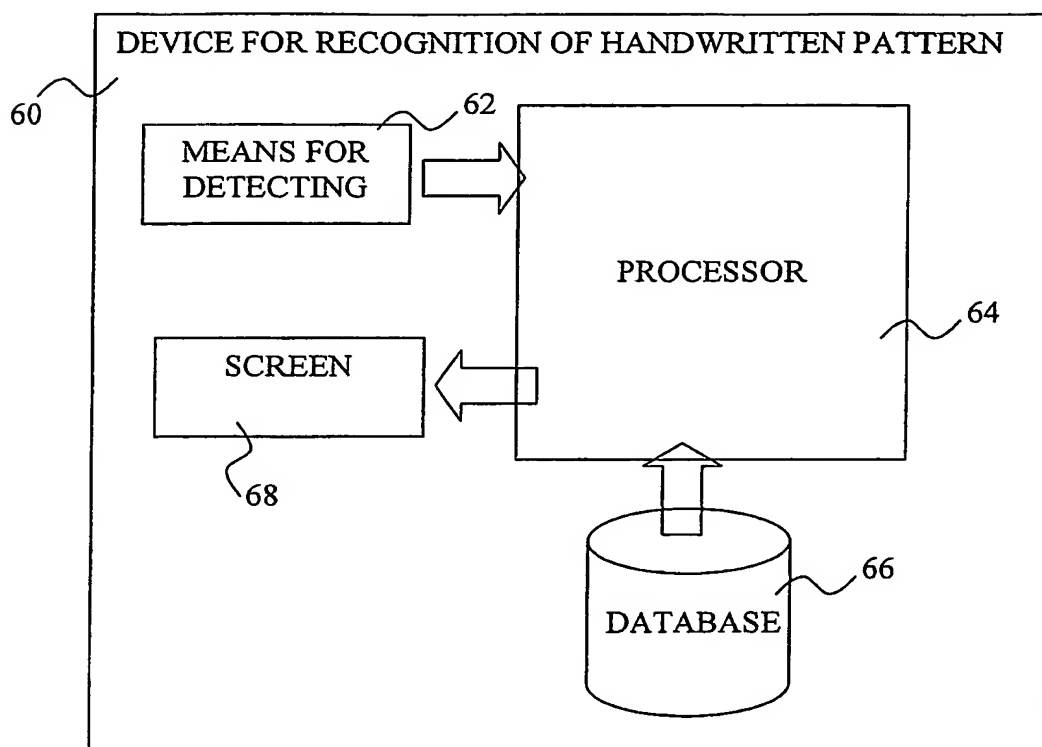 DEVICE FOR RECOGNITION OF HANDWRITTEN PATTERN
60
62
MEANS FOR
DETECTING
PROCESSOR
64
SCREEN
68
66
DATABASE